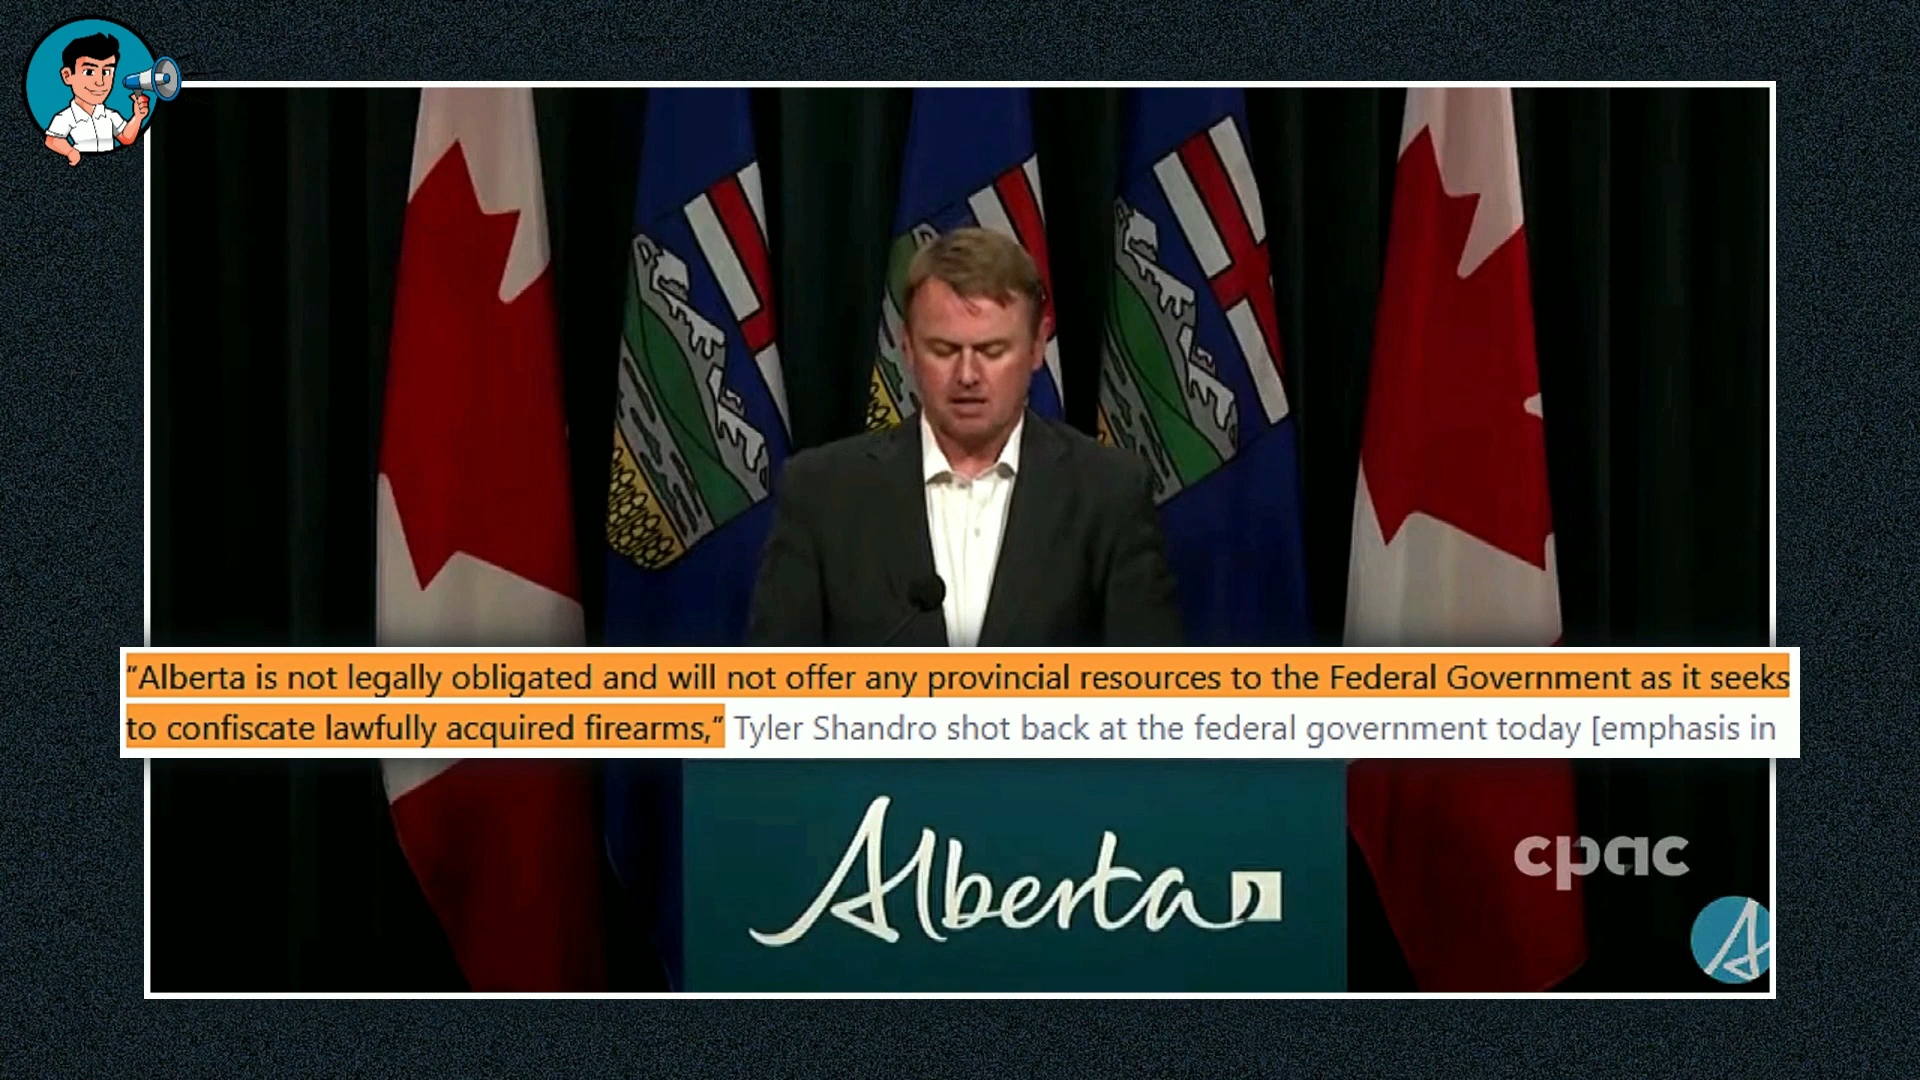 “Alberta is not legally obligated and will not offer any provincial resources to the Federal Government as it seeks
to confiscate lawfully acquired firearms,” Tyler Shandro shot back at the federal government today [emphasis in
Alberta
cpac